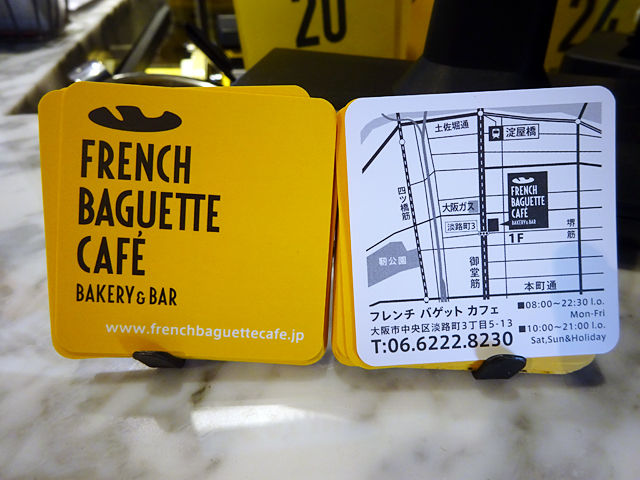 20
24
FRENCH
BAGUETTE
CAFÉ
BAKERY & BAR
www.frenchbaguettecafe.jp
土佐堀通
淀屋橋
四ツ橋筋
大阪ガス
淡路町3
FRENCH
BAGUETTE
CAFÉ
BAKERY & BAR
1F
堺筋
靭公園
御堂筋
本町通
フレンチ バゲット カフェ
大阪市中央区淡路町3丁目5-13
T:06.6222.8230
■08:00~22:30 l.o.
Mon-Fri
■10:00~21:00 l.o.
Sat,Sun&Holiday